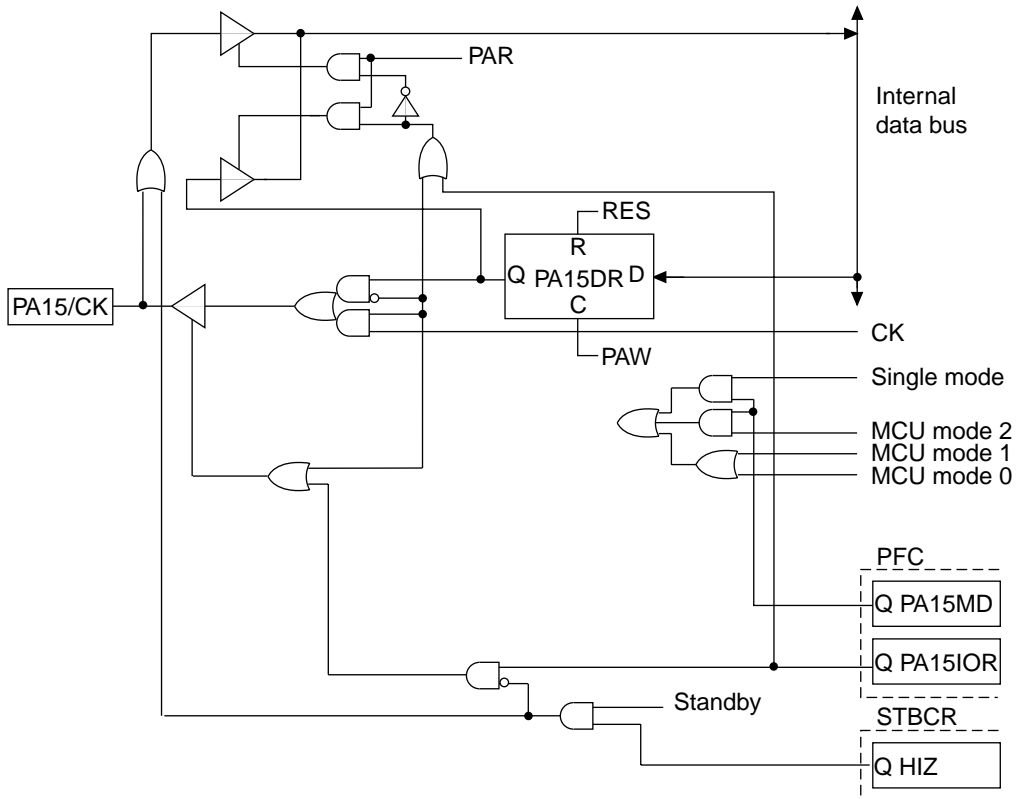 PAR
Internal
data bus
RES
R
Q PA15DR D
C
PA15/CK
PAW
CK
Single mode
MCU mode 2
MCU mode 1
MCU mode 0
PFC
Q PA15MD
Q PA15IOR
Standby
STBCR
Q HIZ